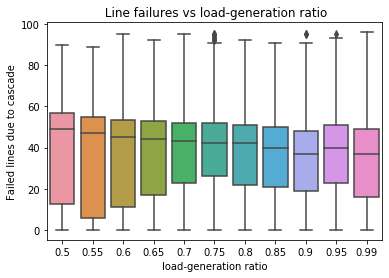 Line failures vs load-generation ratio
Failed lines due to cascade
100
80
60
40
20
0
0.5 0.55 0.6 0.65 0.7 0.75 0.8 0.85 0.9 0.95 0.99
load-generation ratio